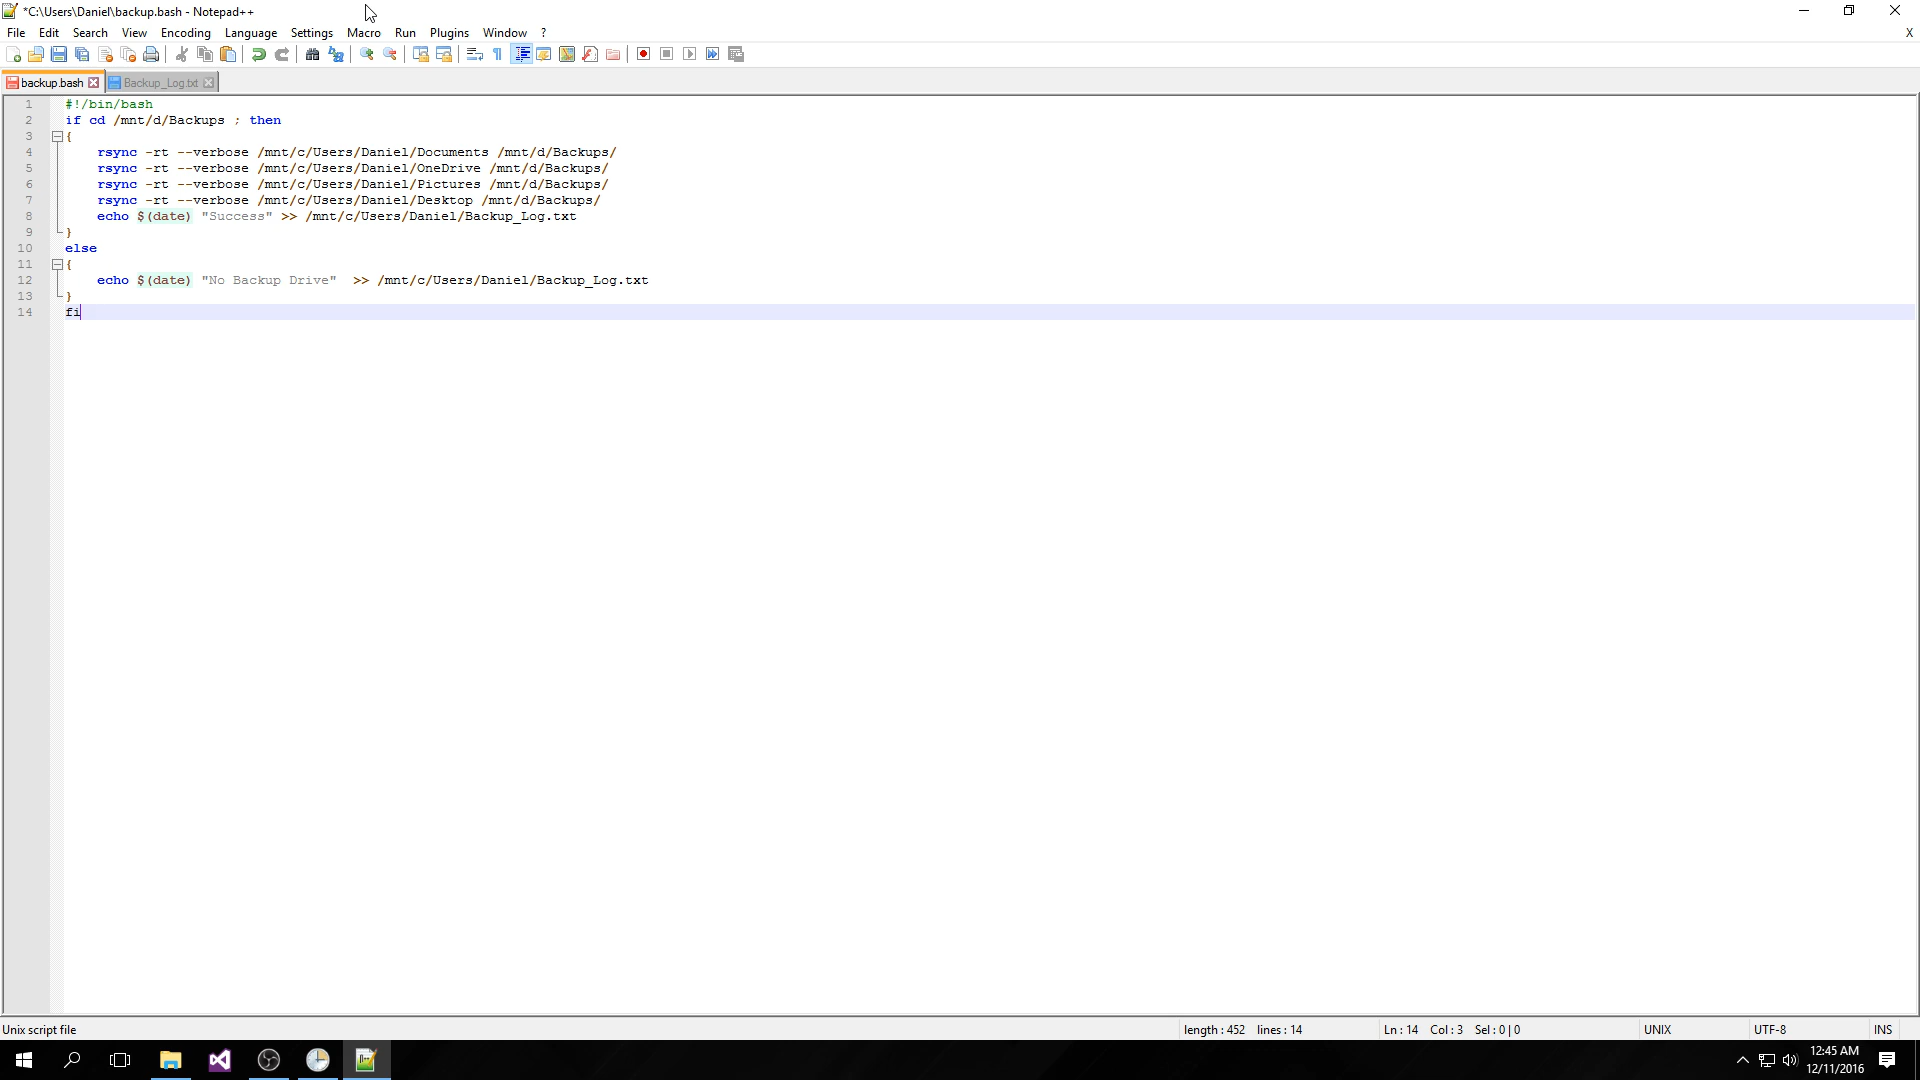 *C:\Users\Daniel\backup.bash - Notepad++
File Edit Search View Encoding Language Settings Macro Run Plugins Window ? X
backup.bash Backup_Log.txt
1 #!/bin/bash
2 if cd /mnt/d/Backups ; then
3 {
4 rsync -rt --verbose /mnt/c/Users/Daniel/Documents /mnt/d/Backups/
5 rsync -rt --verbose /mnt/c/Users/Daniel/OneDrive /mnt/d/Backups/
6 rsync -rt --verbose /mnt/c/Users/Daniel/Pictures /mnt/d/Backups/
7 rsync -rt --verbose /mnt/c/Users/Daniel/Desktop /mnt/d/Backups/
8 echo $(date) "Success" >> /mnt/c/Users/Daniel/Backup_Log.txt
9 }
10 else
11 {
12 echo $(date) "No Backup Drive"  >> /mnt/c/Users/Daniel/Backup_Log.txt
13 }
14 fi
Unix script file length : 452 lines : 14 Ln : 14 Col : 3 Sel : 0 | 0 UNIX UTF-8 INS
12:45 AM
12/11/2016